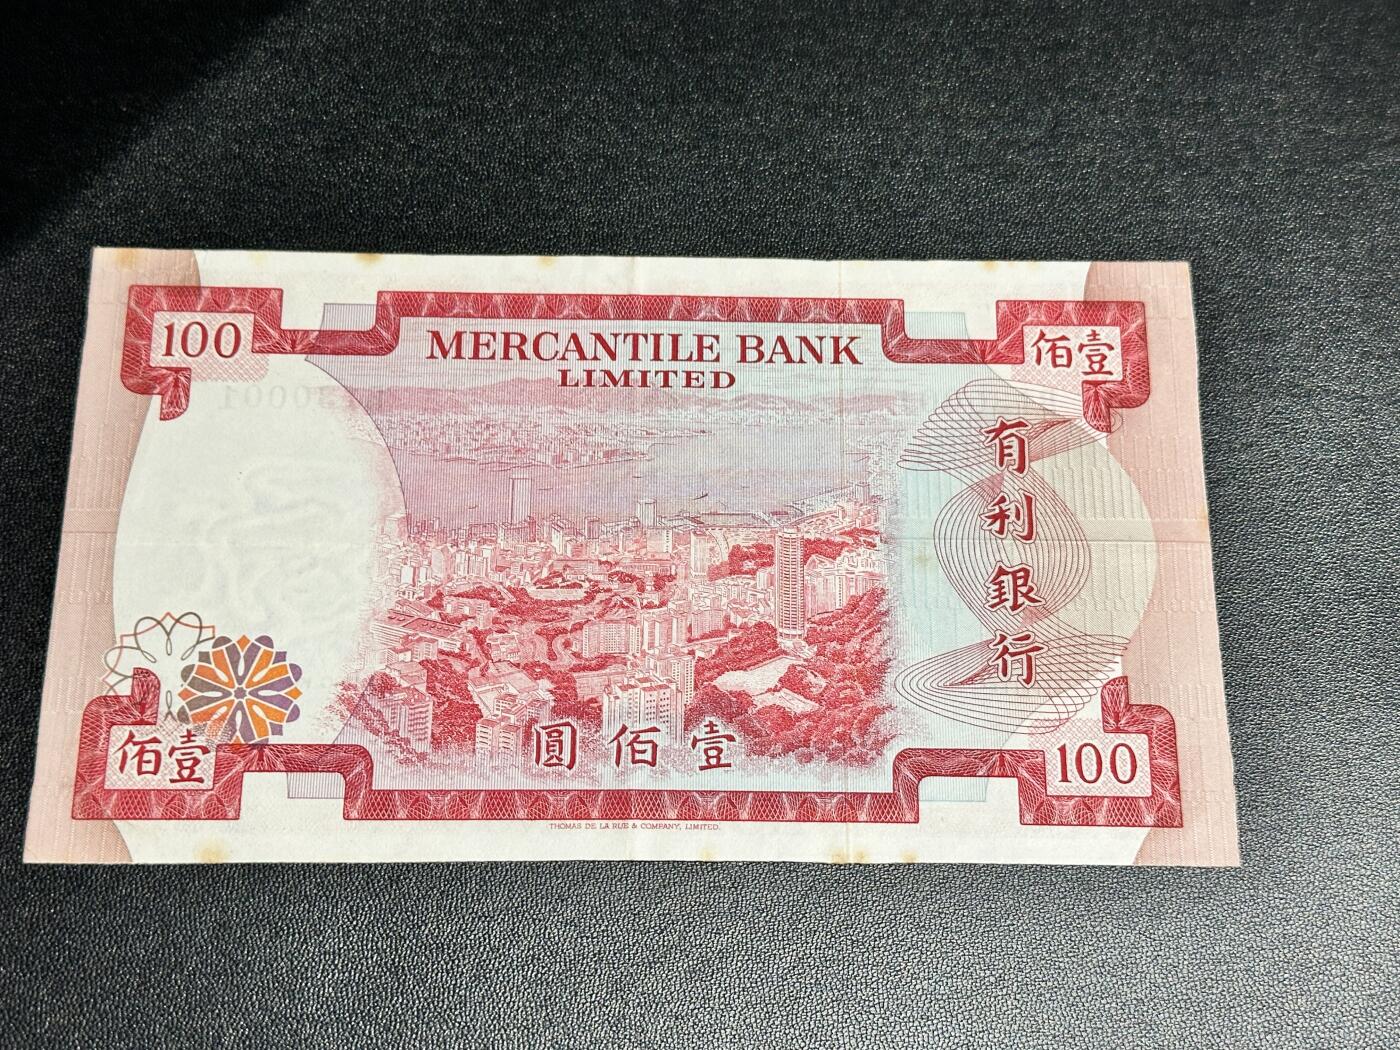 100
MERCANTILE BANK
LIMITED
佰壹
有利銀行
圓佰壹
佰壹
100
THOMAS DE LA RUE & COMPANY, LIMITED.